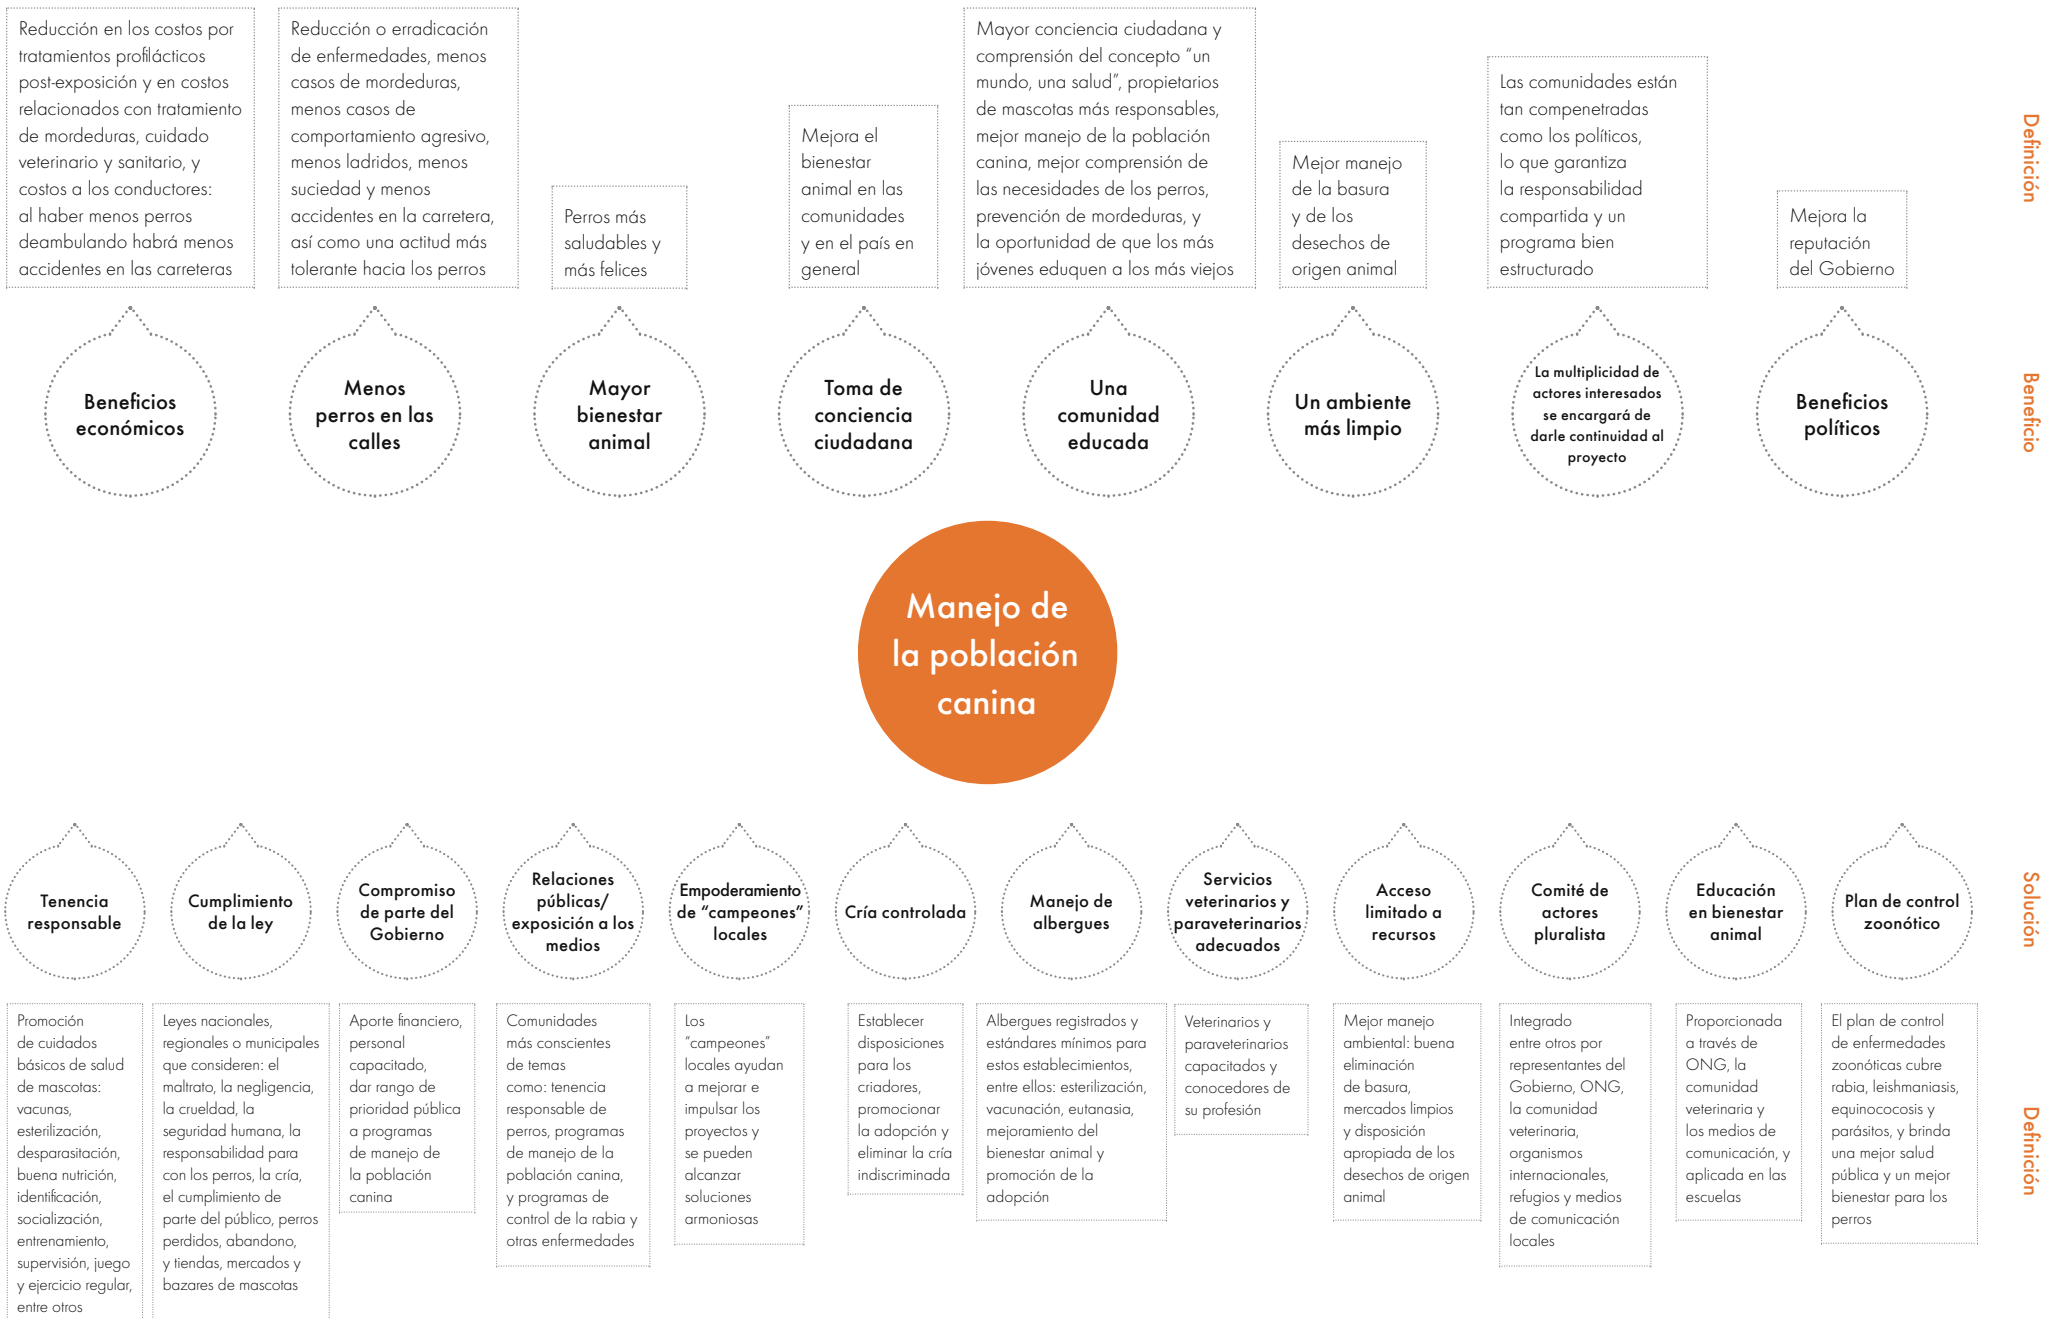 Reducción en los costos por
tratamientos profilácticos
post-exposición y en costos
relacionados con tratamiento
de mordeduras, cuidado
veterinario y sanitario, y
costos a los conductores:
al haber menos perros
deambulando habrá menos
accidentes en las carreteras
Reducción o erradicación
de enfermedades, menos
casos de mordeduras,
menos casos de
comportamiento agresivo,
menos ladridos, menos
suciedad y menos
accidentes en la carretera,
así como una actitud más
tolerante hacia los perros
Perros más
saludables y
más felices
Mejora el
bienestar
animal en las
comunidades
y en el país en
general
Mayor conciencia ciudadana y
comprensión del concepto "un
mundo, una salud", propietarios
de mascotas más responsables,
mejor manejo de la población
canina, mejor comprensión de
las necesidades de los perros,
prevención de mordeduras, y
la oportunidad de que los más
jóvenes eduquen a los más viejos
Mejor manejo
de la basura
y de los
desechos de
origen animal
Las comunidades están
tan compenetradas
como los políticos,
lo que garantiza
la responsabilidad
compartida y un
programa bien
estructurado
Mejora la
reputación
del Gobierno
Definición
Beneficios
económicos
Menos
perros en las
calles
Mayor
bienestar
animal
Toma de
conciencia
ciudadana
Una
comunidad
educada
Un ambiente
más limpio
La multiplicidad de
actores interesados
se encargará de
darle continuidad al
proyecto
Beneficios
políticos
Beneficio
Manejo de
la población
canina
Tenencia
responsable
Cumplimiento
de la ley
Compromiso
de parte del
Gobierno
Relaciones
públicas/
exposición a los
medios
Empoderamiento
de "campeones"
locales
Cría controlada
Manejo de
albergues
Servicios
veterinarios y
paraveterinarios
adecuados
Acceso
limitado a
recursos
Comité de
actores
pluralista
Educación
en bienestar
animal
Plan de control
zoonótico
Solución
Promoción
de cuidados
básicos de salud
de mascotas:
vacunas,
esterilización,
desparasitación,
buena nutrición,
identificación,
socialización,
entrenamiento,
supervisión, juego
y ejercicio regular,
entre otros
Leyes nacionales,
regionales o municipales
que consideren: el
maltrato, la negligencia,
la crueldad, la
seguridad humana, la
responsabilidad para
con los perros, la cría,
el cumplimiento de
parte del público, perros
perdidos, abandono,
y tiendas, mercados y
bazares de mascotas
Aporte financiero,
personal
capacitado,
dar rango de
prioridad pública
a programas
de manejo de
la población
canina
Comunidades
más conscientes
de temas
como: tenencia
responsable de
perros, programas
de manejo de la
población canina,
y programas de
control de la rabia y
otras enfermedades
Los
"campeones"
locales ayudan
a mejorar e
impulsar los
proyectos y
se pueden
alcanzar
soluciones
armoniosas
Establecer
disposiciones
para los
criadores,
promocionar
la adopción y
eliminar la cría
indiscriminada
Albergues registrados y
estándares mínimos para
estos establecimientos,
entre ellos: esterilización,
vacunación, eutanasia,
mejoramiento del
bienestar animal y
promoción de la
adopción
Veterinarios y
paraveterinarios
capacitados y
conocedores de
su profesión
Mejor manejo
ambiental: buena
eliminación
de basura,
mercados limpios
y disposición
apropiada de los
desechos de origen
animal
Integrado
entre otros por
representantes del
Gobierno, ONG,
la comunidad
veterinaria,
organismos
internacionales,
refugios y medios
de comunicación
locales
Proporcionada
a través de
ONG, la
comunidad
veterinaria y
los medios de
comunicación, y
aplicada en las
escuelas
El plan de control
de enfermedades
zoonóticas cubre
rabia, leishmaniasis,
equinococosis y
parásitos, y brinda
una mejor salud
pública y un mejor
bienestar para los
perros
Definición